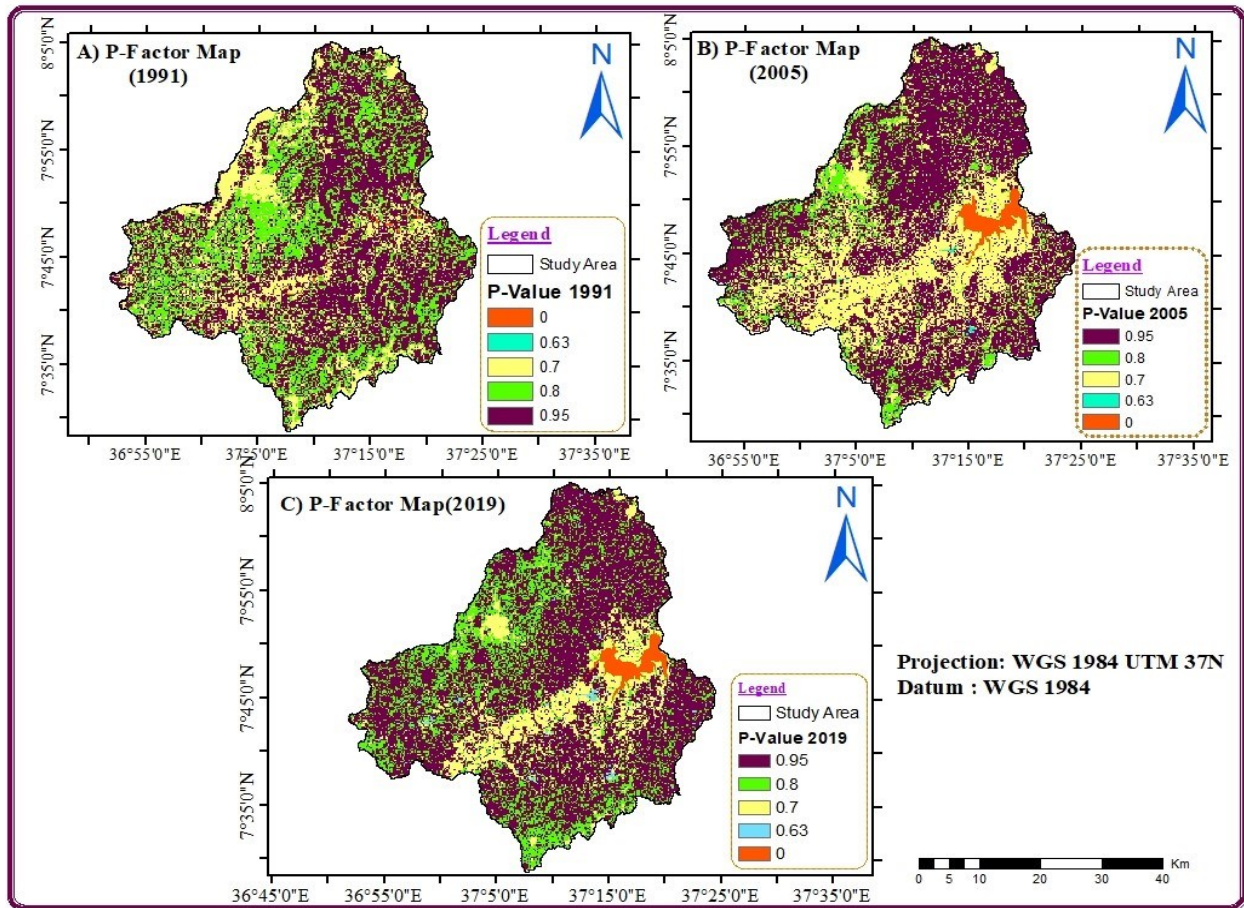 A) P-Factor Map
(1991)
N
8°5'0"N
7°55'0"N
7°45'0"N
7°35'0"N
Legend
Study Area
P-Value 1991
0
0.63
0.7
0.8
0.95
36°55'0"E 37°5'0"E 37°15'0"E 37°25'0"E 37°35'0"E
B) P-Factor Map
(2005)
N
8°5'0"N
7°55'0"N
7°45'0"N
7°35'0"N
Legend
Study Area
P-Value 2005
0.95
0.8
0.7
0.63
0
36°55'0"E 37°5'0"E 37°15'0"E 37°25'0"E 37°35'0"E
C) P-Factor Map(2019)
N
8°5'0"N
7°55'0"N
7°45'0"N
7°35'0"N
Legend
Study Area
P-Value 2019
0.95
0.8
0.7
0.63
0
36°45'0"E 36°55'0"E 37°5'0"E 37°15'0"E 37°25'0"E 37°35'0"E
Projection: WGS 1984 UTM 37N
Datum : WGS 1984
Km
0 5 10 20 30 40